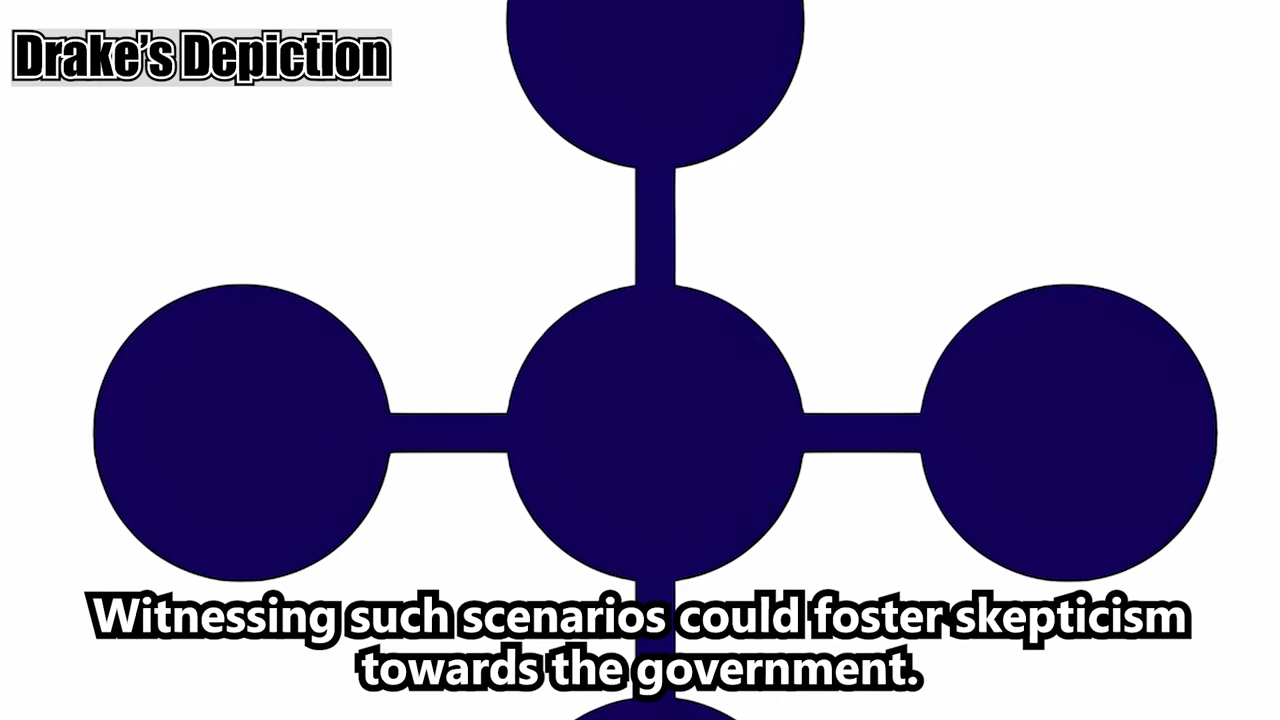 Drake's Depiction
Witnessing such scenarios could foster skepticism
towards the government.